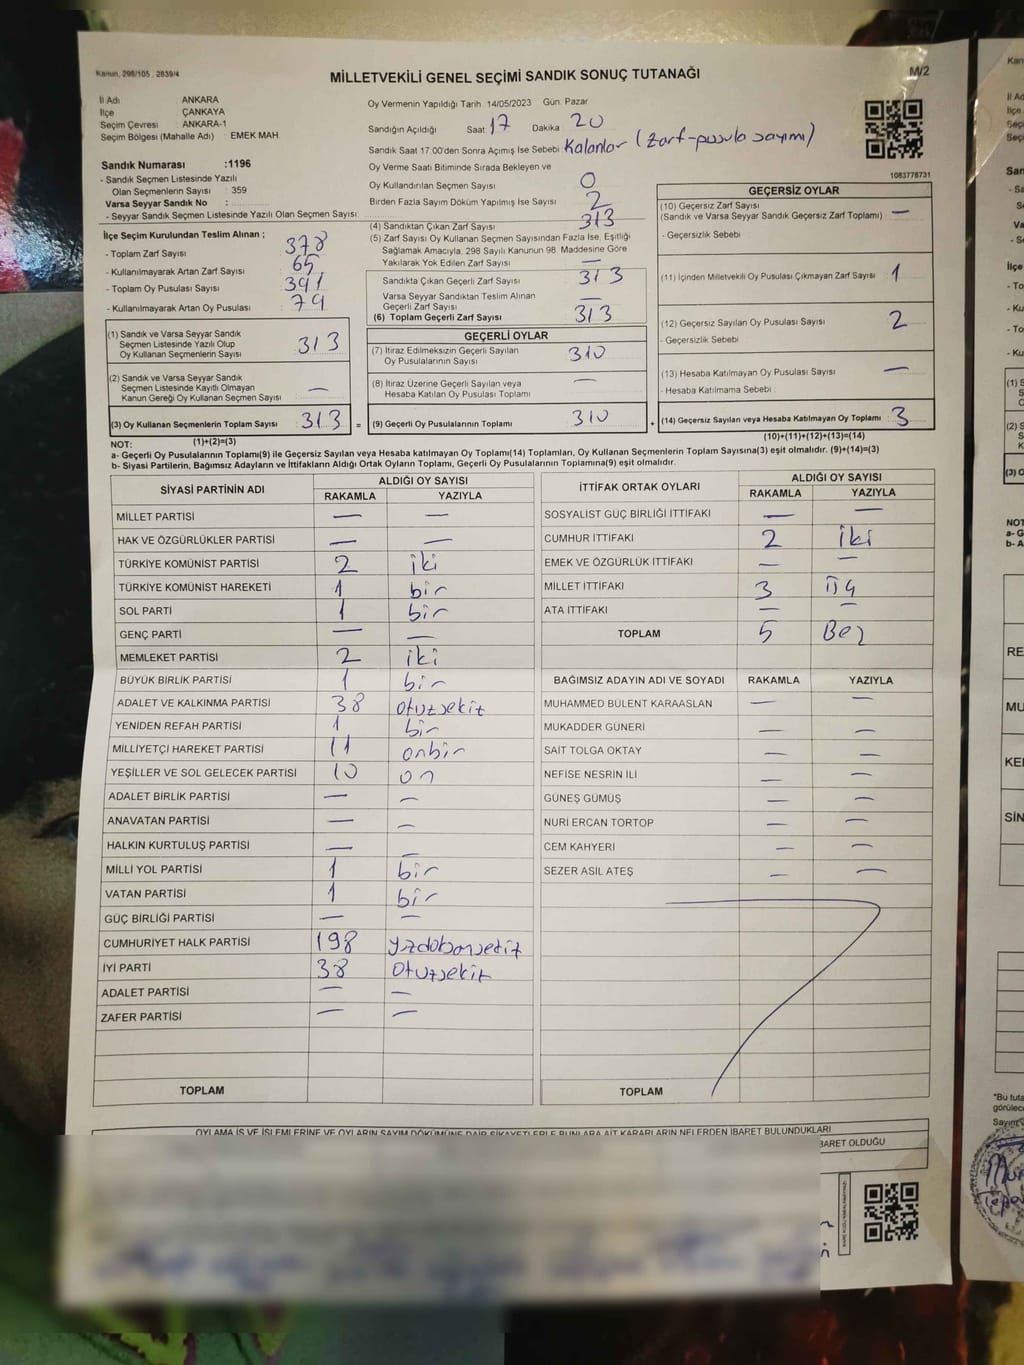 Kanun, 298/105 , 2839/4
MİLLETVEKİLİ GENEL SEÇİMİ SANDIK SONUÇ TUTANAĞI
M/2
İl Adı ANKARA
İlçe ÇANKAYA
Seçim Çevresi : ANKARA-1
Seçim Bölgesi (Mahalle Adı) : EMEK MAH
Sandık Numarası :1196
- Sandık Seçmen Listesinde Yazılı
Olan Seçmenlerin Sayısı : 359
Varsa Seyyar Sandık No :
- Seyyar Sandık Seçmen Listesinde Yazılı Olan Seçmen Sayısı:
Oy Vermenin Yapıldığı Tarih 14/05/2023 Gün. Pazar
Sandığın Açıldığı Saat: 17 Dakika 20
Sandık Saat 17:00'den Sonra Açımış İse Sebebi Kalanlar (zarf-pusula sayımı)
Oy Verme Saati Bitiminde Sırada Bekleyen ve
Oy Kullandırılan Seçmen Sayısı 0
Birden Fazla Sayım Döküm Yapılmış İse Sayısı 2
1083778731
İlçe Seçim Kurulundan Teslim Alınan ;
- Toplam Zarf Sayısı 378
- Kullanılmayarak Artan Zarf Sayısı 65
- Toplam Oy Pusulası Sayısı 391
- Kullanılmayarak Artan Oy Pusulası 79
(1) Sandık ve Varsa Seyyar Sandık
Seçmen Listesinde Yazılı Olup
Oy Kullanan Seçmenlerin Sayısı 313
(2) Sandık ve Varsa Seyyar Sandık
Seçmen Listesinde Kayıtlı Olmayan
Kanun Gereği Oy Kullanan Seçmen Sayısı : —
(3) Oy Kullanan Seçmenlerin Toplam Sayısı : 313 =
(1)+(2)=(3)
(4) Sandıktan Çıkan Zarf Sayısı 313
(5) Zarf Sayısı Oy Kullanan Seçmen Sayısından Fazla İse, Eşitliği
Sağlamak Amacıyla, 298 Sayılı Kanunun 98. Maddesine Göre
Yakılarak Yok Edilen Zarf Sayısı —
Sandıkta Çıkan Geçerli Zarf Sayısı 313
Varsa Seyyar Sandıktan Teslim Alınan
Geçerli Zarf Sayısı —
(6) Toplam Geçerli Zarf Sayısı 313
GEÇERLİ OYLAR
(7) İtiraz Edilmeksizin Geçerli Sayılan
Oy Pusulalarının Sayısı 310
(8) İtiraz Üzerine Geçerli Sayılan veya
Hesaba Katılan Oy Pusulası Toplamı —
(9) Geçerli Oy Pusulalarının Toplamı 310 +
GEÇERSİZ OYLAR
(10) Geçersiz Zarf Sayısı
(Sandık ve Varsa Seyyar Sandık Geçersiz Zarf Toplamı) —
- Geçersizlik Sebebi :
(11) İçinden Milletvekili Oy Pusulası Çıkmayan Zarf Sayısı 1
(12) Geçersiz Sayılan Oy Pusulası Sayısı 2
- Geçersizlik Sebebi
(13) Hesaba Katılmayan Oy Pusulası Sayısı —
- Hesaba Katılmama Sebebi :
(14) Geçersiz Sayılan veya Hesaba Katılmayan Oy Toplamı : 3
(10)+(11)+(12)+(13)=(14)
NOT:
a- Geçerli Oy Pusulalarının Toplam(9) ile Geçersiz Sayılan veya Hesaba Katılmayan Oy Toplamı(14) Toplamları, Oy Kullanan Seçmenlerin Toplam Sayısına(3) eşit olmalıdır. (9)+(14)=(3)
b- Siyasi Partilerin, Bağımsız Adayların ve İttifakların Aldığı Ortak Oyların Toplamı, Geçerli Oy Pusulalarının Toplamına(9) eşit olmalıdır.
SİYASİ PARTİNİN ADI
ALDIĞI OY SAYISI
RAKAMLA YAZIYLA
MİLLET PARTİSİ — —
HAK VE ÖZGÜRLÜKLER PARTİSİ — —
TÜRKİYE KOMÜNİST PARTİSİ 2 iki
TÜRKİYE KOMÜNİST HAREKETİ 1 bir
SOL PARTİ 1 bir
GENÇ PARTİ — —
MEMLEKET PARTİSİ 2 iki
BÜYÜK BİRLİK PARTİSİ 1 bir
ADALET VE KALKINMA PARTİSİ 38 otuzsekiz
YENİDEN REFAH PARTİSİ 1 bir
MİLLİYETÇİ HAREKET PARTİSİ 11 onbir
YEŞİLLER VE SOL GELECEK PARTİSİ 10 on
ADALET BİRLİK PARTİSİ — —
ANAVATAN PARTİSİ — —
HALKIN KURTULUŞ PARTİSİ — —
MİLLİ YOL PARTİSİ 1 bir
VATAN PARTİSİ 1 bir
GÜÇ BİRLİĞİ PARTİSİ — —
CUMHURİYET HALK PARTİSİ 198 yzdoksansekiz
İYİ PARTİ 38 otuzsekiz
ADALET PARTİSİ — —
ZAFER PARTİSİ — —
TOPLAM
İTTİFAK ORTAK OYLARI
ALDIĞI OY SAYISI
RAKAMLA YAZIYLA
SOSYALİST GÜÇ BİRLİĞİ İTTİFAKI — —
CUMHUR İTTİFAKI 2 iki
EMEK VE ÖZGÜRLÜK İTTİFAKI — —
MİLLET İTTİFAKI 3 üç
ATA İTTİFAKI — —
TOPLAM 5 Beş
BAĞIMSIZ ADAYIN ADI VE SOYADI RAKAMLA YAZIYLA
MUHAMMED BÜLENT KARAASLAN — —
MUKADDER GÜNERİ — —
SAİT TOLGA OKTAY — —
NEFİSE NESRİN İLİ — —
GÜNEŞ GÜMÜŞ — —
NURİ ERCAN TORTOP — —
CEM KAHYERİ — —
SEZER ASİL ATEŞ — —
TOPLAM
OYLAMA İŞ VE İŞLEMLERİNE VE OYLARIN SAYIM DÖKÜMÜNE DAİR ŞİKAYETLERLE BUNLARA AİT KARARLARIN NELERDEN İBARET BULUNDUKLARI
BARET OLDUĞU